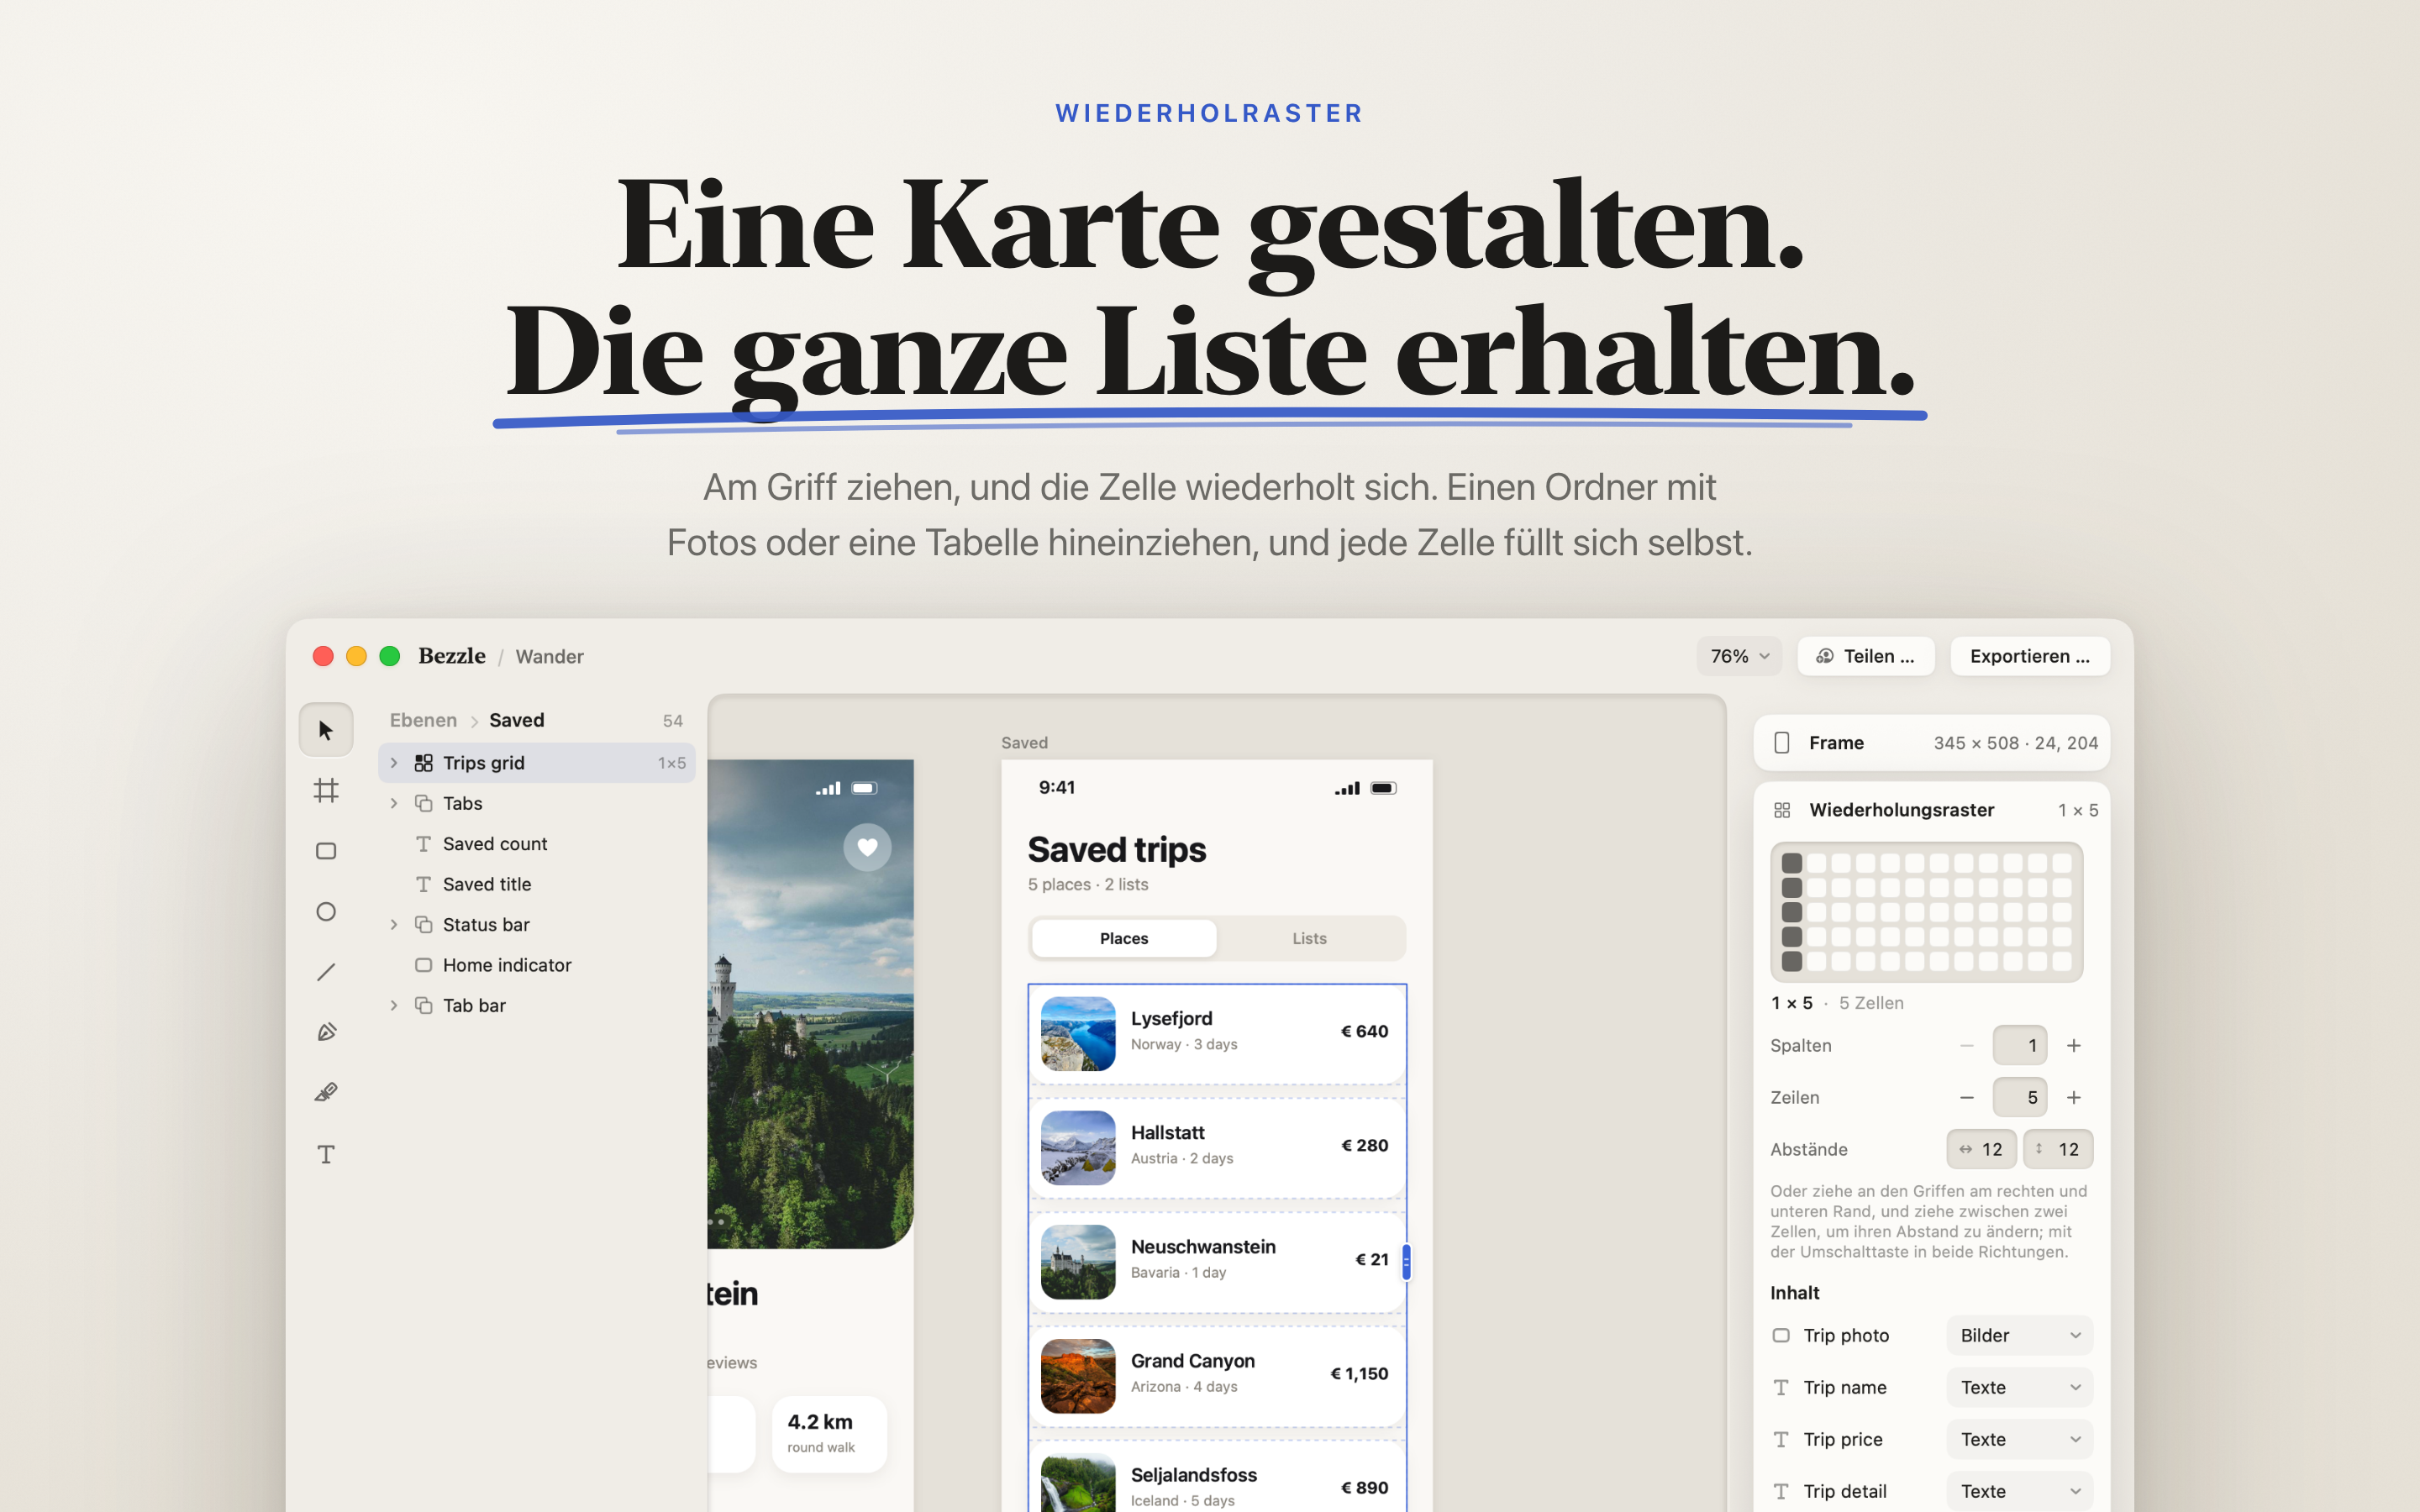 WIEDERHOLRASTER
Eine Karte gestalten.
Die ganze Liste erhalten.
Am Griff ziehen, und die Zelle wiederholt sich. Einen Ordner mit
Fotos oder eine Tabelle hineinziehen, und jede Zelle füllt sich selbst.
Bezzle / Wander
76%
Teilen ...
Exportieren ...
Ebenen > Saved 54
Trips grid 1×5
Tabs
Saved count
Saved title
Status bar
Home indicator
Tab bar
tein
eviews
4.2 km
round walk
Saved
9:41
Saved trips
5 places · 2 lists
Places
Lists
Lysefjord
Norway · 3 days
€ 640
Hallstatt
Austria · 2 days
€ 280
Neuschwanstein
Bavaria · 1 day
€ 21
Grand Canyon
Arizona · 4 days
€ 1,150
Seljalandsfoss
Iceland · 5 days
€ 890
Frame 345 × 508 · 24, 204
Wiederholungsraster 1 × 5
1 × 5 · 5 Zellen
Spalten − 1 +
Zeilen − 5 +
Abstände 12 12
Oder ziehe an den Griffen am rechten und
unteren Rand, und ziehe zwischen zwei
Zellen, um ihren Abstand zu ändern; mit
der Umschalttaste in beide Richtungen.
Inhalt
Trip photo Bilder
Trip name Texte
Trip price Texte
Trip detail Texte